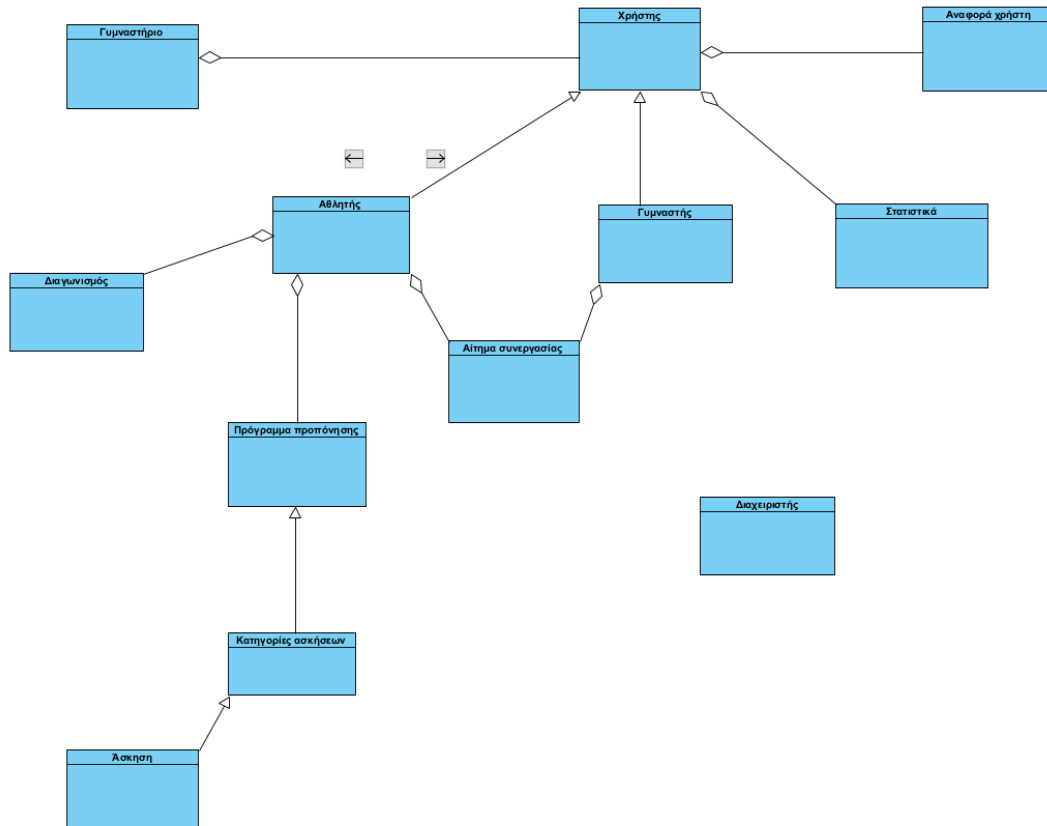 Γυμναστήριο
Χρήστης
Αναφορά χρήστη
Αθλητής
Γυμναστής
Στατιστικά
Διαγωνισμός
Αίτημα συνεργασίας
Πρόγραμμα προπόνησης
Διαχειριστής
Κατηγορίες ασκήσεων
Άσκηση